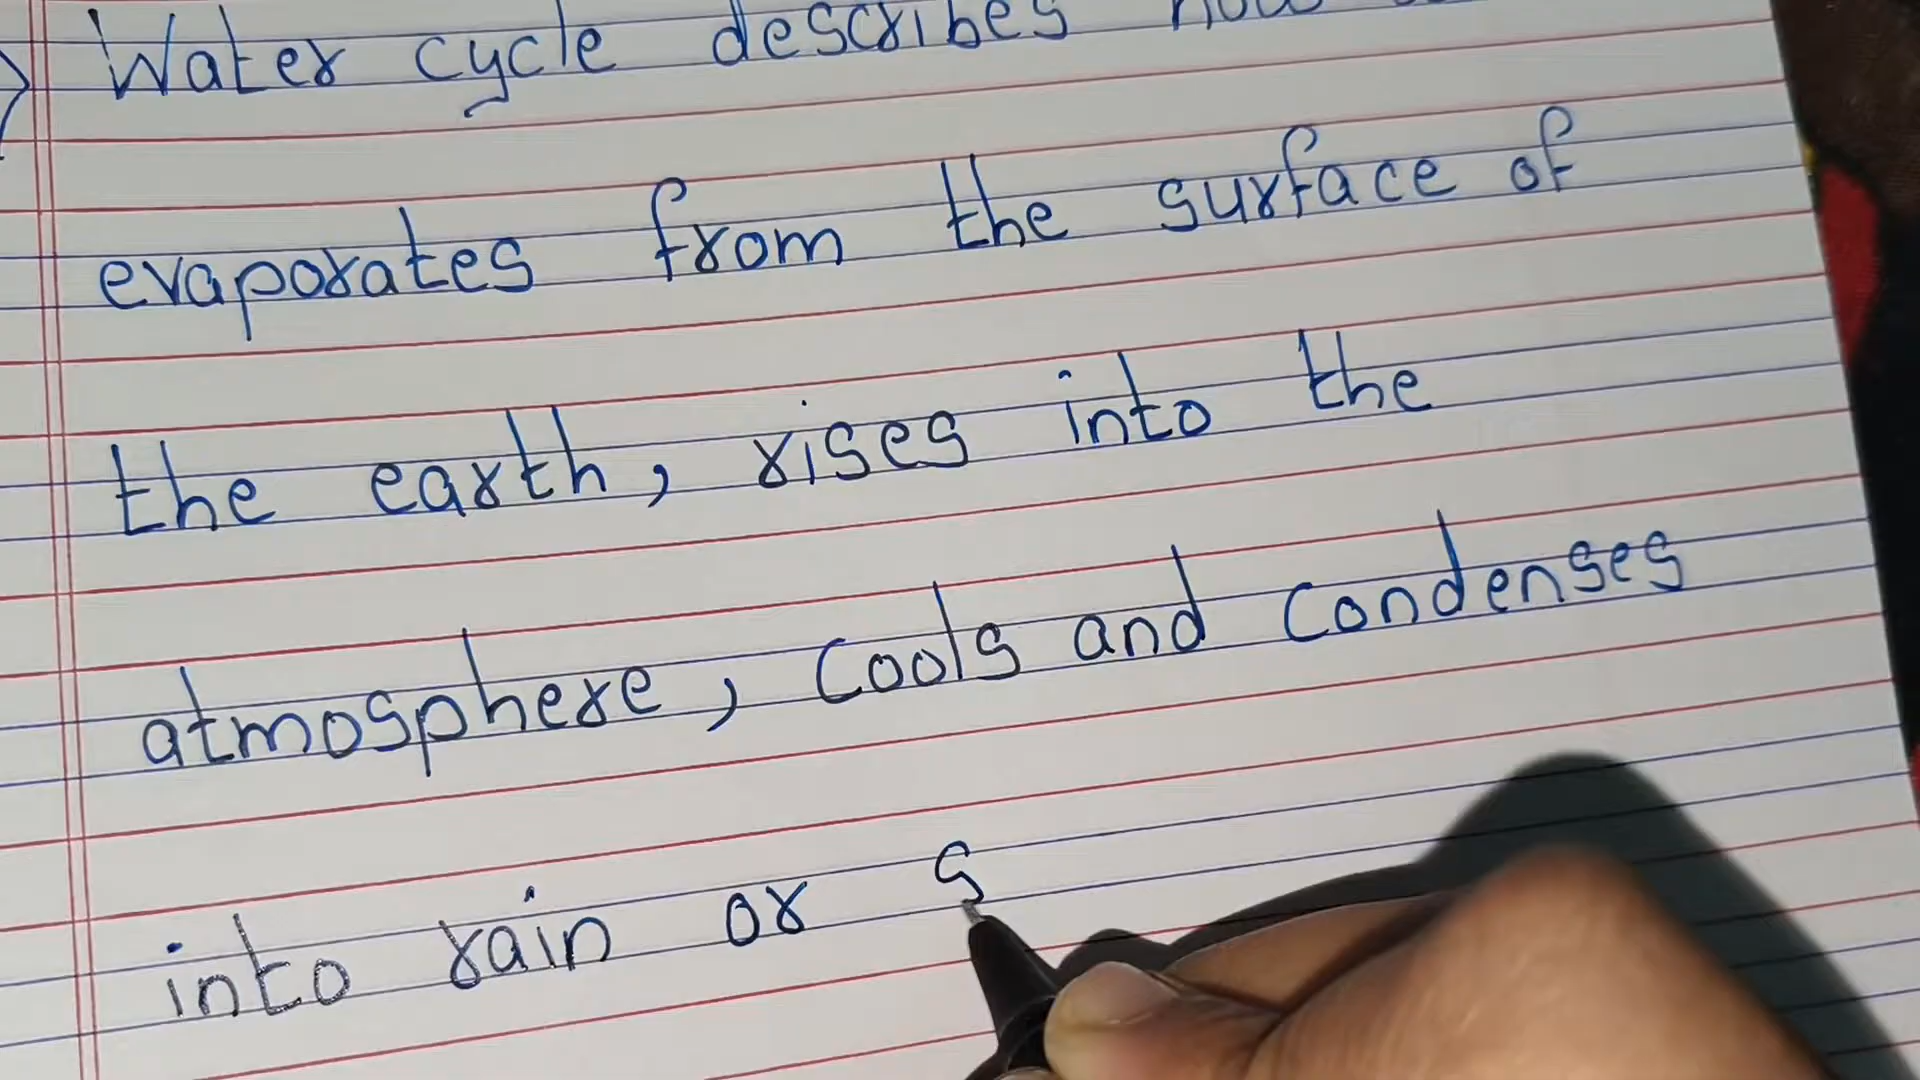 Water cycle describes how
evaporates from the surface of
the earth, rises into the
atmosphere, Cools and Condenses
into rain or s